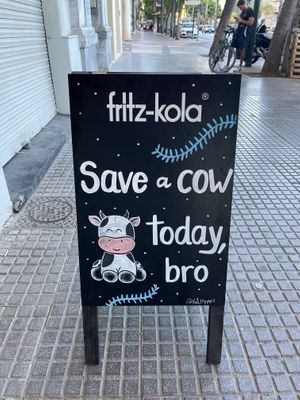 fritz-kola®
Save a cow
today,
bro